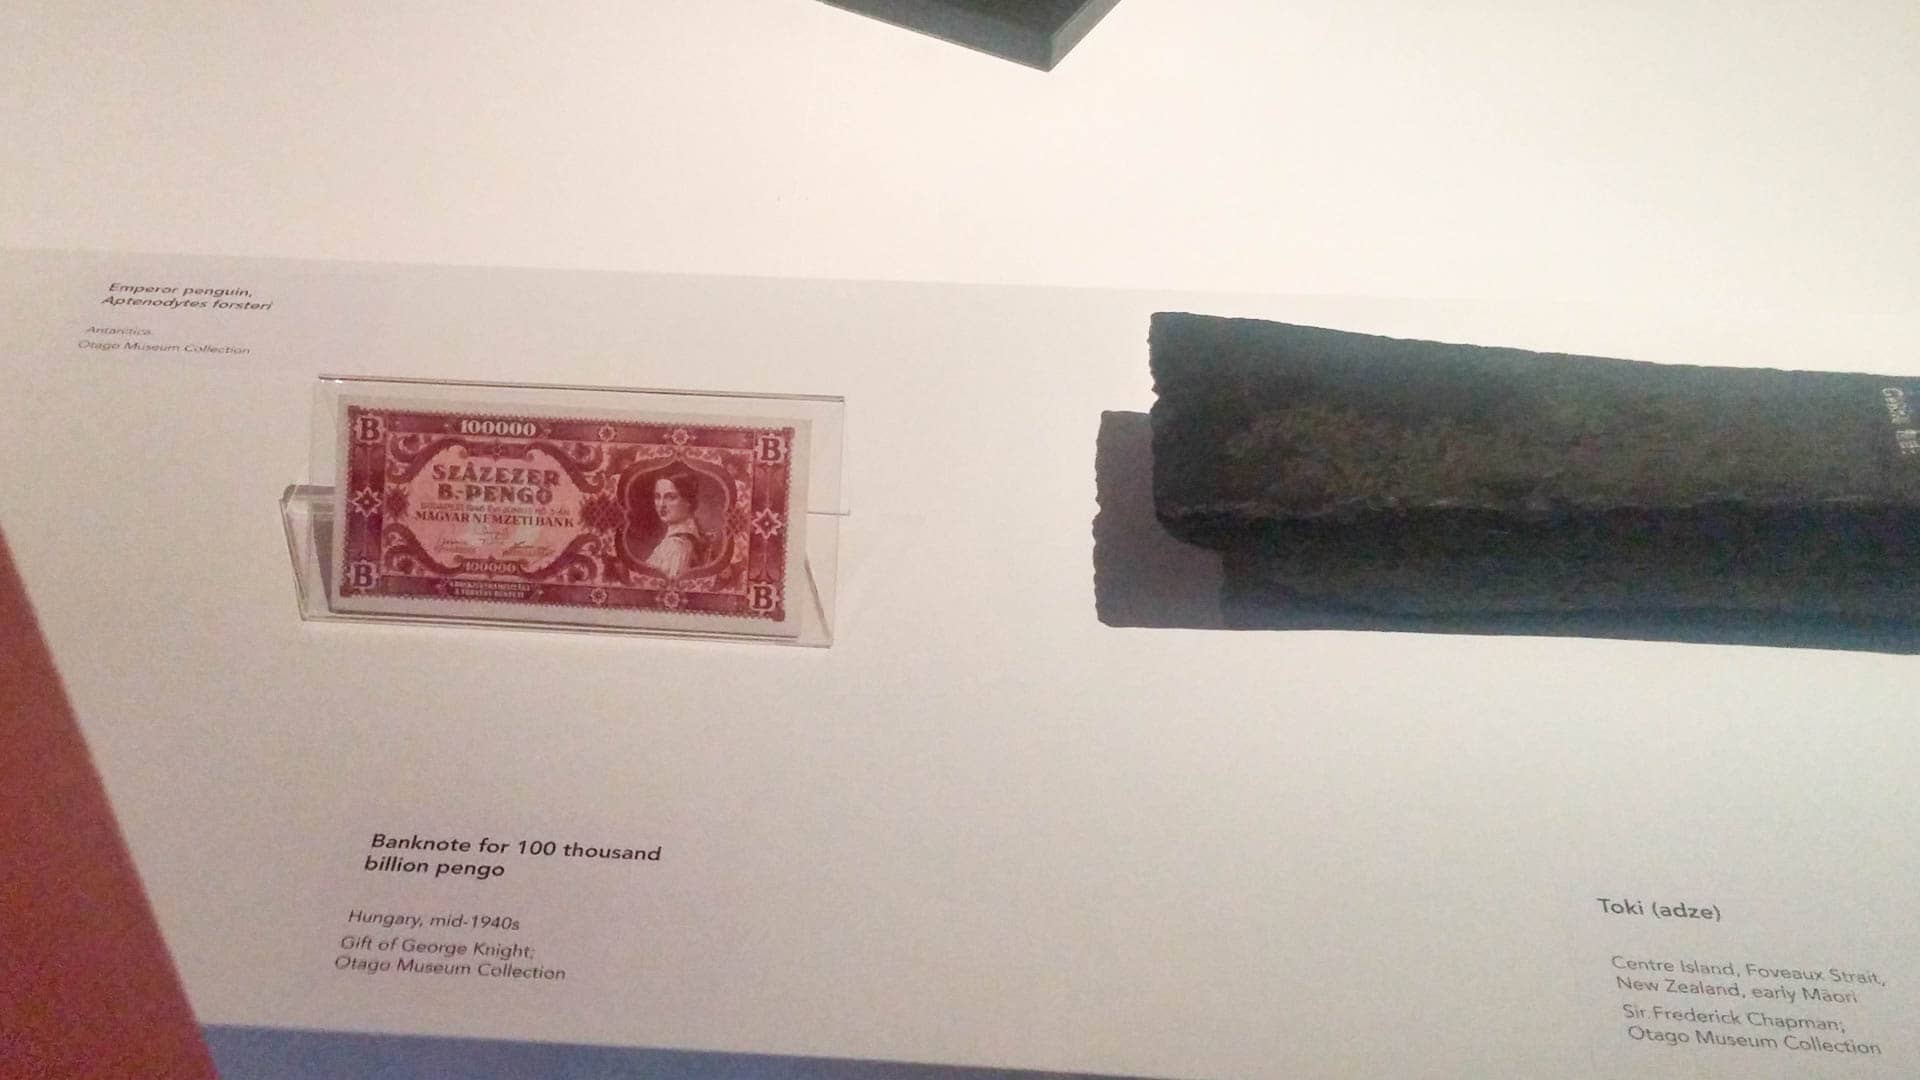 Emperor penguin,
Aptenodytes forsteri
Antarctica.
Otago Museum Collection
B
100000
B
SZÁZEZER
B.-PENGŐ
MAGYAR NEMZETI BANK
100000
B
B
Banknote for 100 thousand
billion pengo
Hungary, mid-1940s
Gift of George Knight;
Otago Museum Collection
Toki (adze)
Centre Island, Foveaux Strait,
New Zealand, early Māori
Sir Frederick Chapman;
Otago Museum Collection